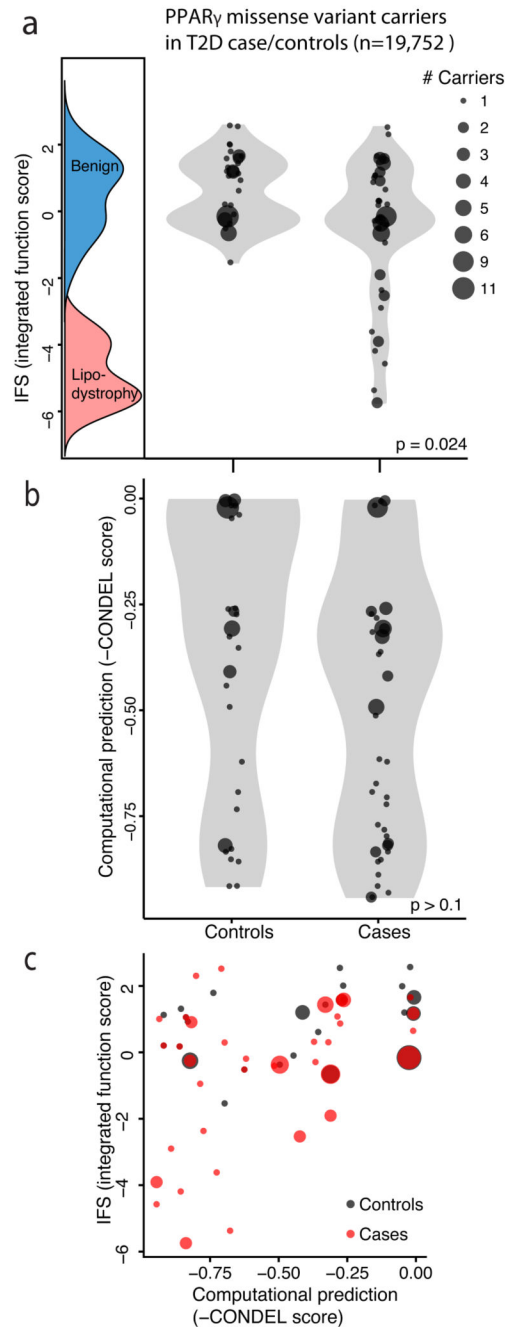 a
PPARγ missense variant carriers
in T2D case/controls (n=19,752 )
# Carriers
1
2
3
4
5
6
9
11
IFS (integrated function score)
2
0
−2
−4
−6
Benign
Lipo-
dystrophy
p = 0.024
b
Computational prediction (−CONDEL score)
0.00
−0.25
−0.50
−0.75
p > 0.1
Controls
Cases
c
IFS (integrated function score)
2
0
−2
−4
−6
Controls
Cases
−0.75
−0.50
−0.25
0.00
Computational prediction
(−CONDEL score)